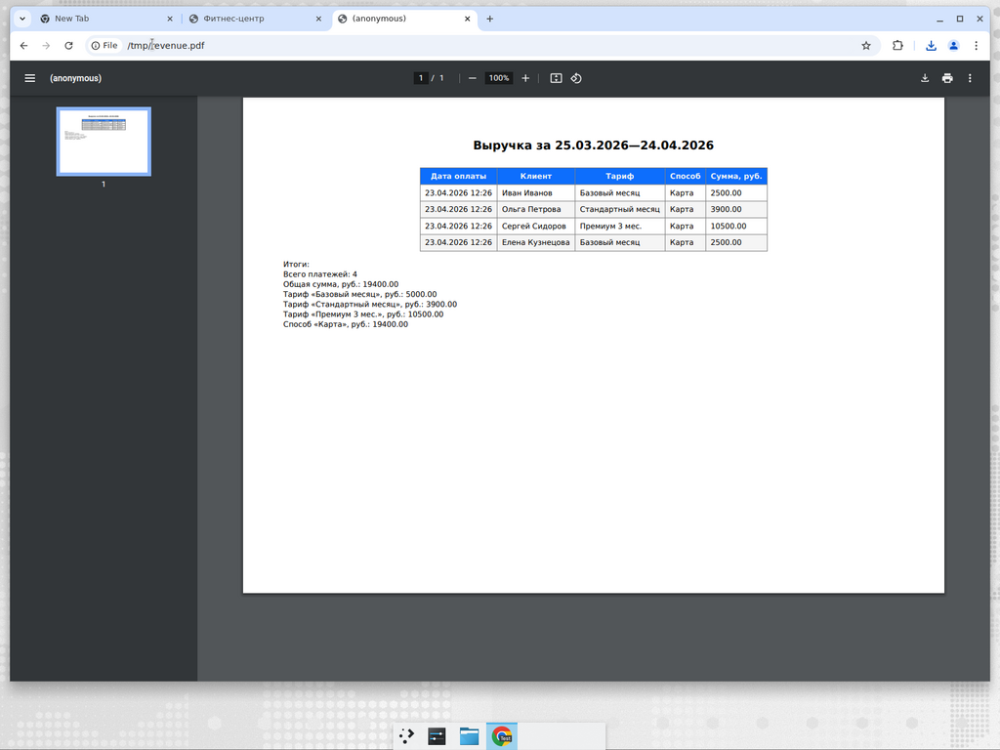 New Tab
Фитнес-центр
(anonymous)
File
/tmp/revenue.pdf
(anonymous)
1 / 1
100%
1
Выручка за 25.03.2026—24.04.2026
Дата оплаты Клиент Тариф Способ Сумма, руб.
23.04.2026 12:26 Иван Иванов Базовый месяц Карта 2500.00
23.04.2026 12:26 Ольга Петрова Стандартный месяц Карта 3900.00
23.04.2026 12:26 Сергей Сидоров Премиум 3 мес. Карта 10500.00
23.04.2026 12:26 Елена Кузнецова Базовый месяц Карта 2500.00
Итоги:
Всего платежей: 4
Общая сумма, руб.: 19400.00
Тариф «Базовый месяц», руб.: 5000.00
Тариф «Стандартный месяц», руб.: 3900.00
Тариф «Премиум 3 мес.», руб.: 10500.00
Способ «Карта», руб.: 19400.00
Test